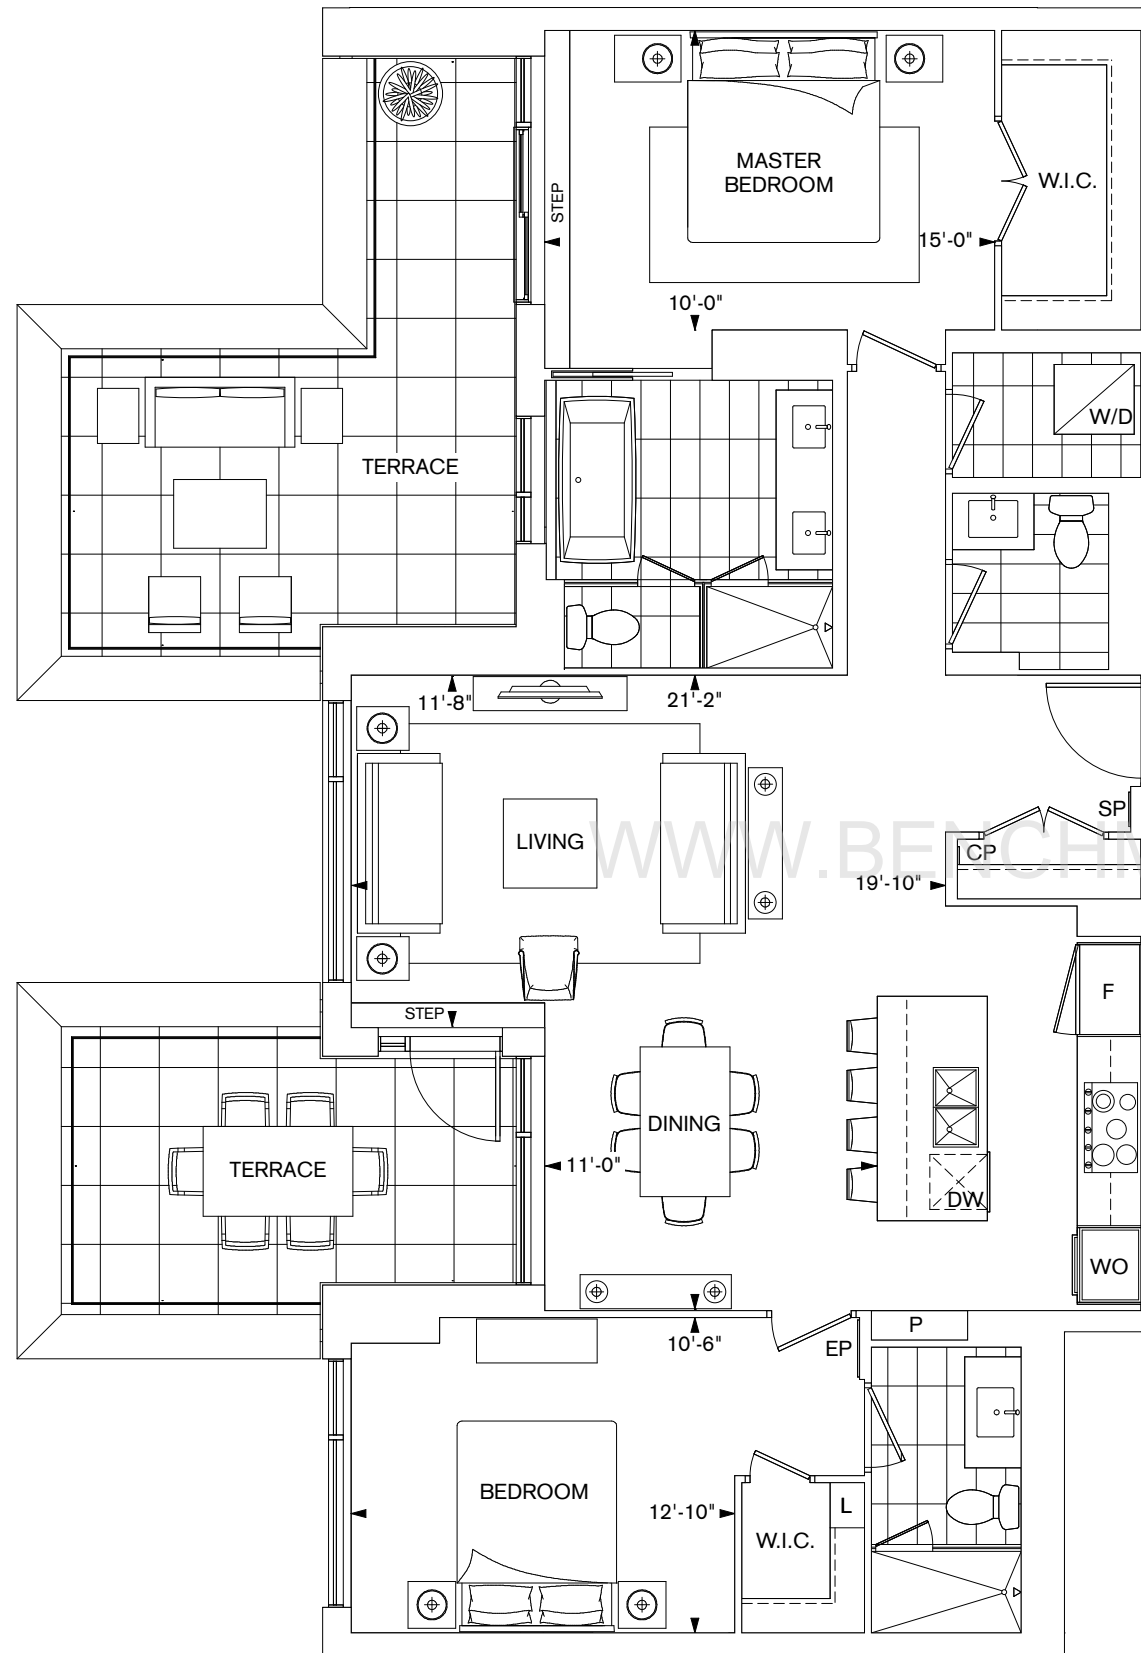 MASTER
BEDROOM
W.I.C.
STEP
15'-0"
10'-0"
W/D
TERRACE
11'-8"
21'-2"
SP
LIVING
WWW.BENCHM
CP
19'-10"
F
STEP
DINING
11'-0"
TERRACE
DW
WO
P
10'-6"
EP
BEDROOM
12'-10"
L
W.I.C.